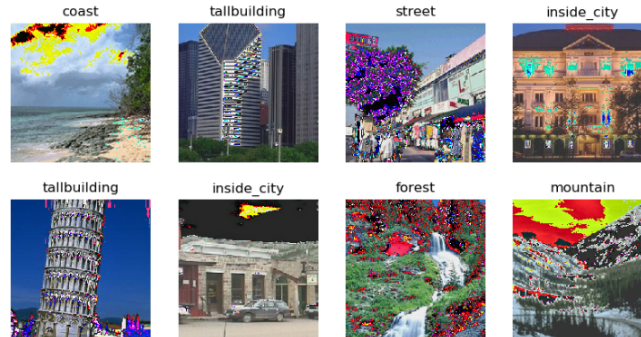 coast
tallbuilding
street
inside_city
tallbuilding
inside_city
forest
mountain